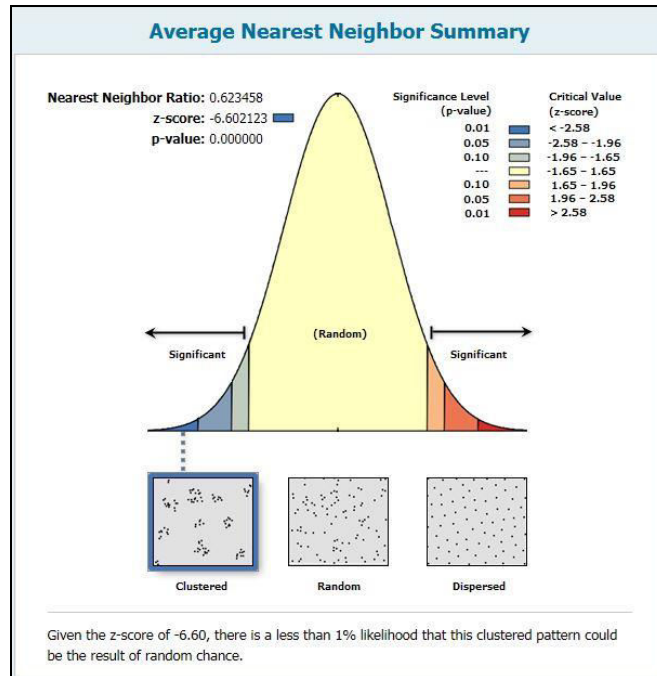 Average Nearest Neighbor Summary
Nearest Neighbor Ratio: 0.623458
z-score: -6.602123
p-value: 0.000000
Significance Level (p-value)
Critical Value (z-score)
0.01 < -2.58
0.05 -2.58 – -1.96
0.10 -1.96 – -1.65
--- -1.65 – 1.65
0.10 1.65 – 1.96
0.05 1.96 – 2.58
0.01 > 2.58
(Random)
Significant
Significant
Clustered
Random
Dispersed
Given the z-score of -6.60, there is a less than 1% likelihood that this clustered pattern could
be the result of random chance.